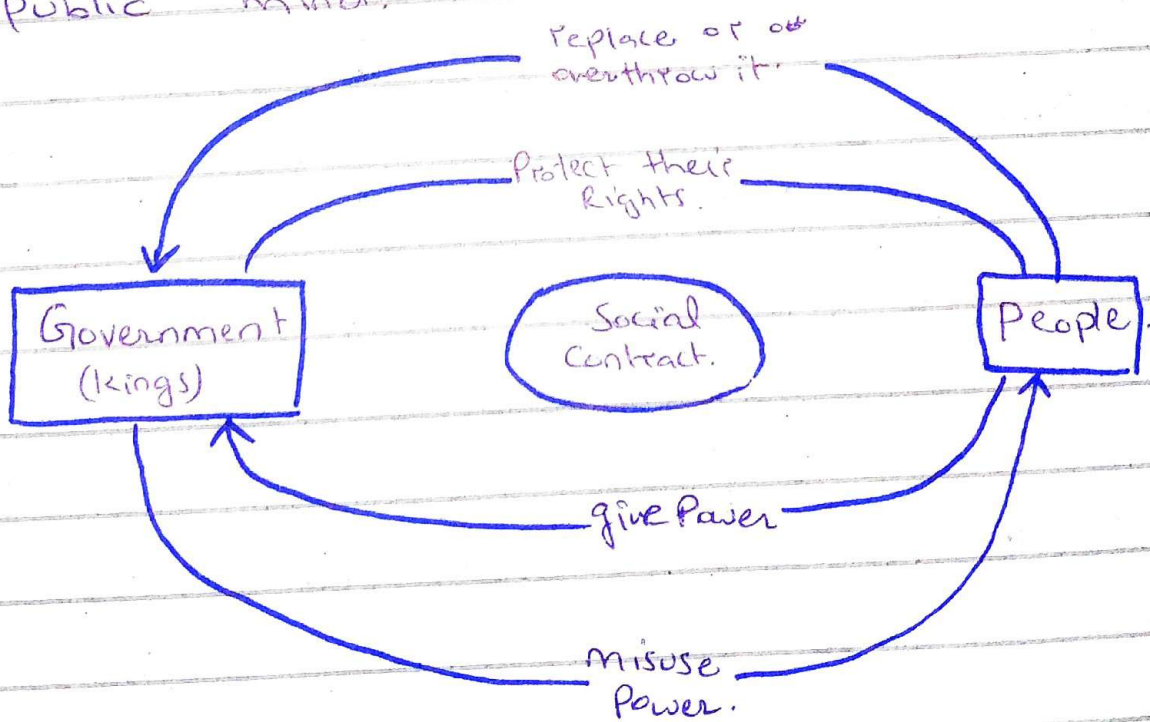 Public
replace or
overthrow it.
Protect their
Rights.
Government
(kings)
Social
Contract.
People.
give Power
Misuse
Power.